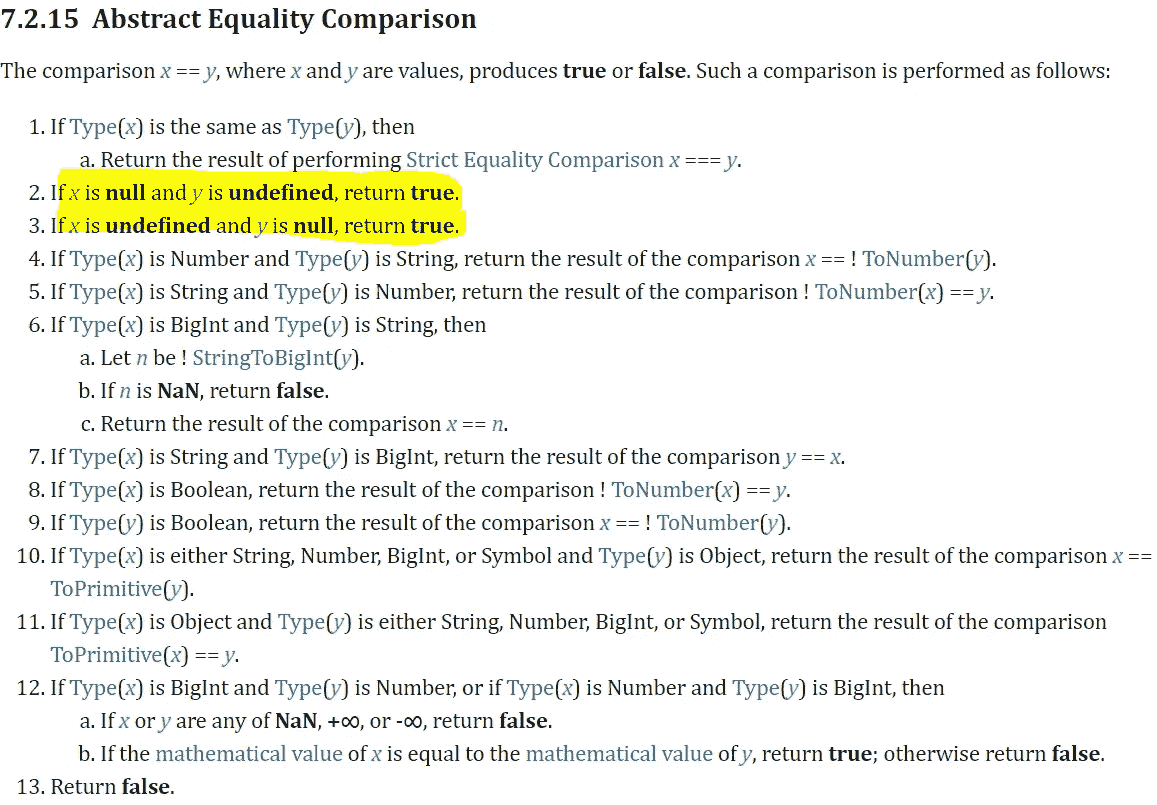 7.2.15 Abstract Equality Comparison
The comparison x == y, where x and y are values, produces true or false. Such a comparison is performed as follows:
1. If Type(x) is the same as Type(y), then
a. Return the result of performing Strict Equality Comparison x === y.
2. If x is null and y is undefined, return true.
3. If x is undefined and y is null, return true.
4. If Type(x) is Number and Type(y) is String, return the result of the comparison x == ! ToNumber(y).
5. If Type(x) is String and Type(y) is Number, return the result of the comparison ! ToNumber(x) == y.
6. If Type(x) is BigInt and Type(y) is String, then
a. Let n be ! StringToBigInt(y).
b. If n is NaN, return false.
c. Return the result of the comparison x == n.
7. If Type(x) is String and Type(y) is BigInt, return the result of the comparison y == x.
8. If Type(x) is Boolean, return the result of the comparison ! ToNumber(x) == y.
9. If Type(y) is Boolean, return the result of the comparison x == ! ToNumber(y).
10. If Type(x) is either String, Number, BigInt, or Symbol and Type(y) is Object, return the result of the comparison x ==
ToPrimitive(y).
11. If Type(x) is Object and Type(y) is either String, Number, BigInt, or Symbol, return the result of the comparison
ToPrimitive(x) == y.
12. If Type(x) is BigInt and Type(y) is Number, or if Type(x) is Number and Type(y) is BigInt, then
a. If x or y are any of NaN, +∞, or -∞, return false.
b. If the mathematical value of x is equal to the mathematical value of y, return true; otherwise return false.
13. Return false.